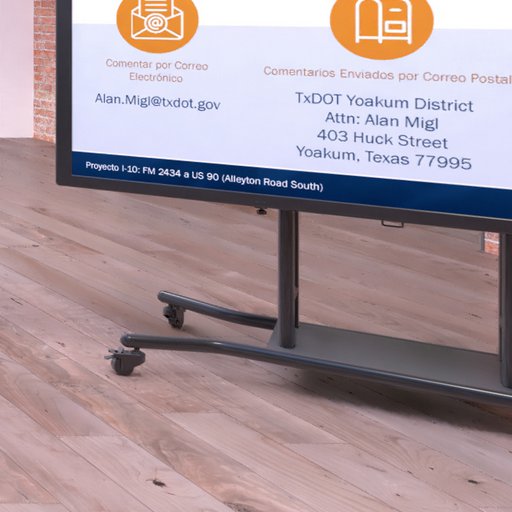 Comentar por Correo
Electrónico
Alan.Migl@txdot.gov
Comentarios Enviados por Correo Postal
TxDOT Yoakum District
Attn: Alan Migl
403 Huck Street
Yoakum, Texas 77995
Proyecto I-10: FM 2434 a US 90 (Alleyton Road South)